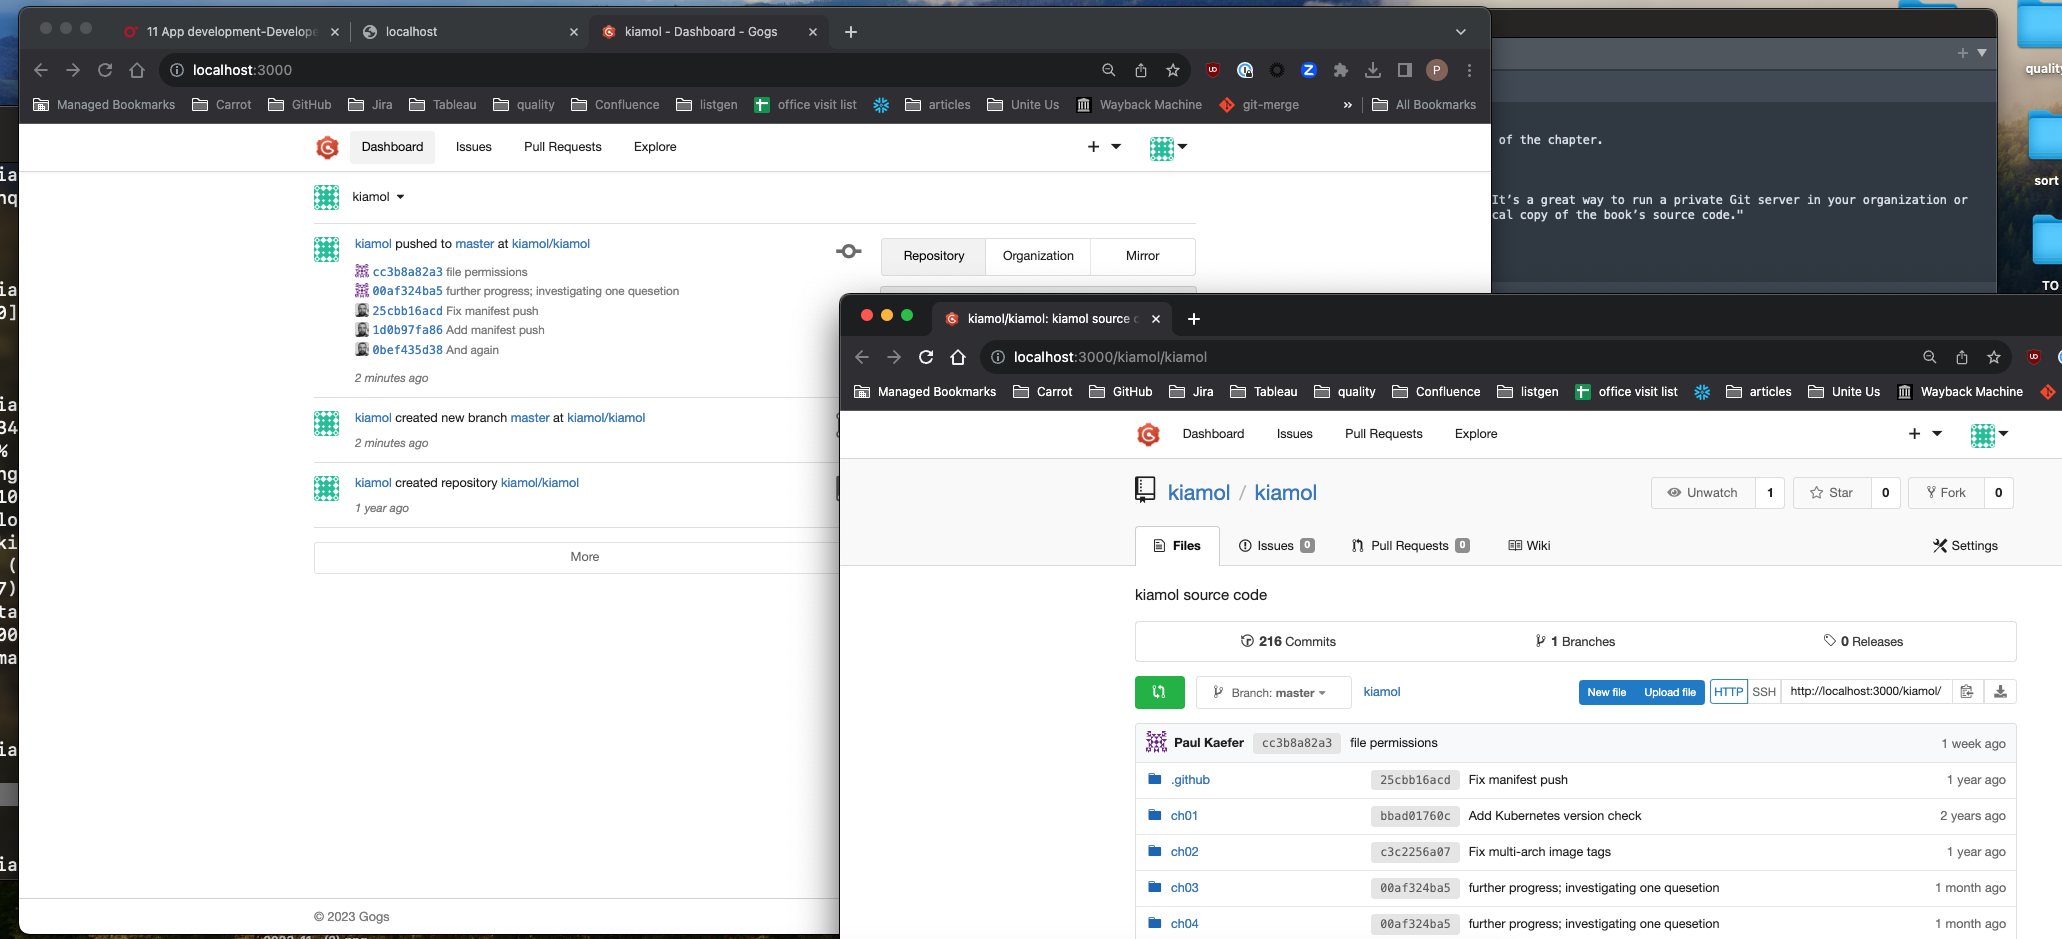 11 App development-Develope
localhost
kiamol - Dashboard - Gogs
localhost:3000
Managed Bookmarks Carrot GitHub Jira Tableau quality Confluence listgen office visit list articles Unite Us Wayback Machine git-merge » All Bookmarks
Dashboard Issues Pull Requests Explore
kiamol
kiamol pushed to master at kiamol/kiamol
cc3b8a82a3 file permissions
00af324ba5 further progress; investigating one quesetion
25cbb16acd Fix manifest push
1d0b97fa86 Add manifest push
0bef435d38 And again
2 minutes ago
kiamol created new branch master at kiamol/kiamol
2 minutes ago
kiamol created repository kiamol/kiamol
1 year ago
More
© 2023 Gogs
Repository Organization Mirror
of the chapter.
It's a great way to run a private Git server in your organization or
cal copy of the book's source code."
quality
sort
TO
kiamol/kiamol: kiamol source c
localhost:3000/kiamol/kiamol
Managed Bookmarks Carrot GitHub Jira Tableau quality Confluence listgen office visit list articles Unite Us Wayback Machine
Dashboard Issues Pull Requests Explore
kiamol / kiamol
Unwatch 1 Star 0 Fork 0
Files Issues 0 Pull Requests 0 Wiki Settings
kiamol source code
216 Commits 1 Branches 0 Releases
Branch: master kiamol New file Upload file HTTP SSH http://localhost:3000/kiamol/
Paul Kaefer cc3b8a82a3 file permissions 1 week ago
.github 25cbb16acd Fix manifest push 1 year ago
ch01 bbad01760c Add Kubernetes version check 2 years ago
ch02 c3c2256a07 Fix multi-arch image tags 1 year ago
ch03 00af324ba5 further progress; investigating one quesetion 1 month ago
ch04 00af324ba5 further progress; investigating one quesetion 1 month ago